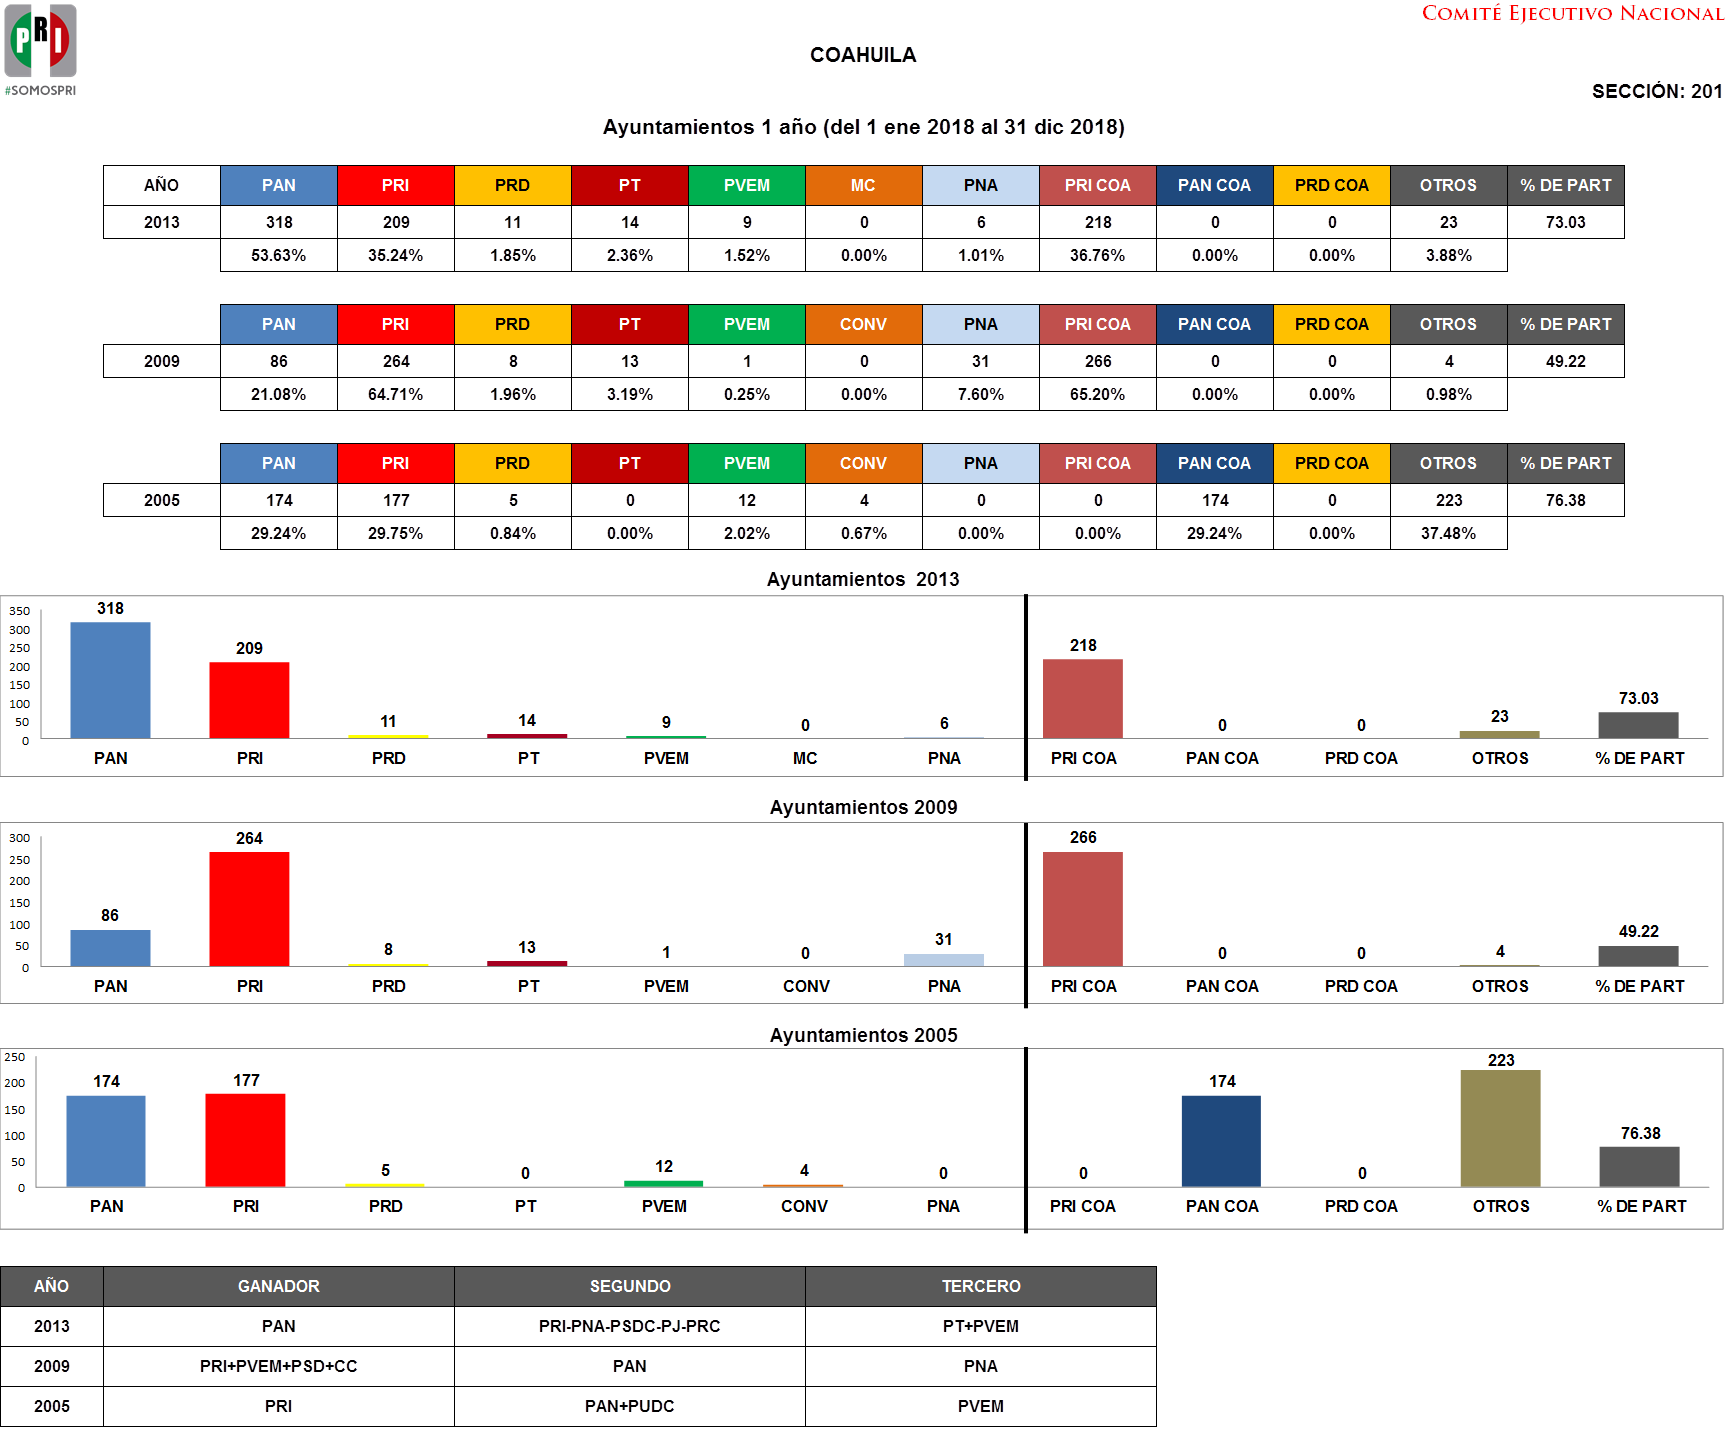 COMITÉ EJECUTIVO NACIONAL
PRI
#SOMOSPRI
COAHUILA
SECCIÓN: 201
Ayuntamientos 1 año (del 1 ene 2018 al 31 dic 2018)
AÑO PAN PRI PRD PT PVEM MC PNA PRI COA PAN COA PRD COA OTROS % DE PART
2013 318 209 11 14 9 0 6 218 0 0 23 73.03
53.63% 35.24% 1.85% 2.36% 1.52% 0.00% 1.01% 36.76% 0.00% 0.00% 3.88%
PAN PRI PRD PT PVEM CONV PNA PRI COA PAN COA PRD COA OTROS % DE PART
2009 86 264 8 13 1 0 31 266 0 0 4 49.22
21.08% 64.71% 1.96% 3.19% 0.25% 0.00% 7.60% 65.20% 0.00% 0.00% 0.98%
PAN PRI PRD PT PVEM CONV PNA PRI COA PAN COA PRD COA OTROS % DE PART
2005 174 177 5 0 12 4 0 0 174 0 223 76.38
29.24% 29.75% 0.84% 0.00% 2.02% 0.67% 0.00% 0.00% 29.24% 0.00% 37.48%
Ayuntamientos 2013
350
300
250
200
150
100
50
0
318 209 11 14 9 0 6 218 0 0 23 73.03
PAN PRI PRD PT PVEM MC PNA PRI COA PAN COA PRD COA OTROS % DE PART
Ayuntamientos 2009
300
250
200
150
100
50
0
86 264 8 13 1 0 31 266 0 0 4 49.22
PAN PRI PRD PT PVEM CONV PNA PRI COA PAN COA PRD COA OTROS % DE PART
Ayuntamientos 2005
250
200
150
100
50
0
174 177 5 0 12 4 0 0 174 0 223 76.38
PAN PRI PRD PT PVEM CONV PNA PRI COA PAN COA PRD COA OTROS % DE PART
AÑO GANADOR SEGUNDO TERCERO
2013 PAN PRI-PNA-PSDC-PJ-PRC PT+PVEM
2009 PRI+PVEM+PSD+CC PAN PNA
2005 PRI PAN+PUDC PVEM